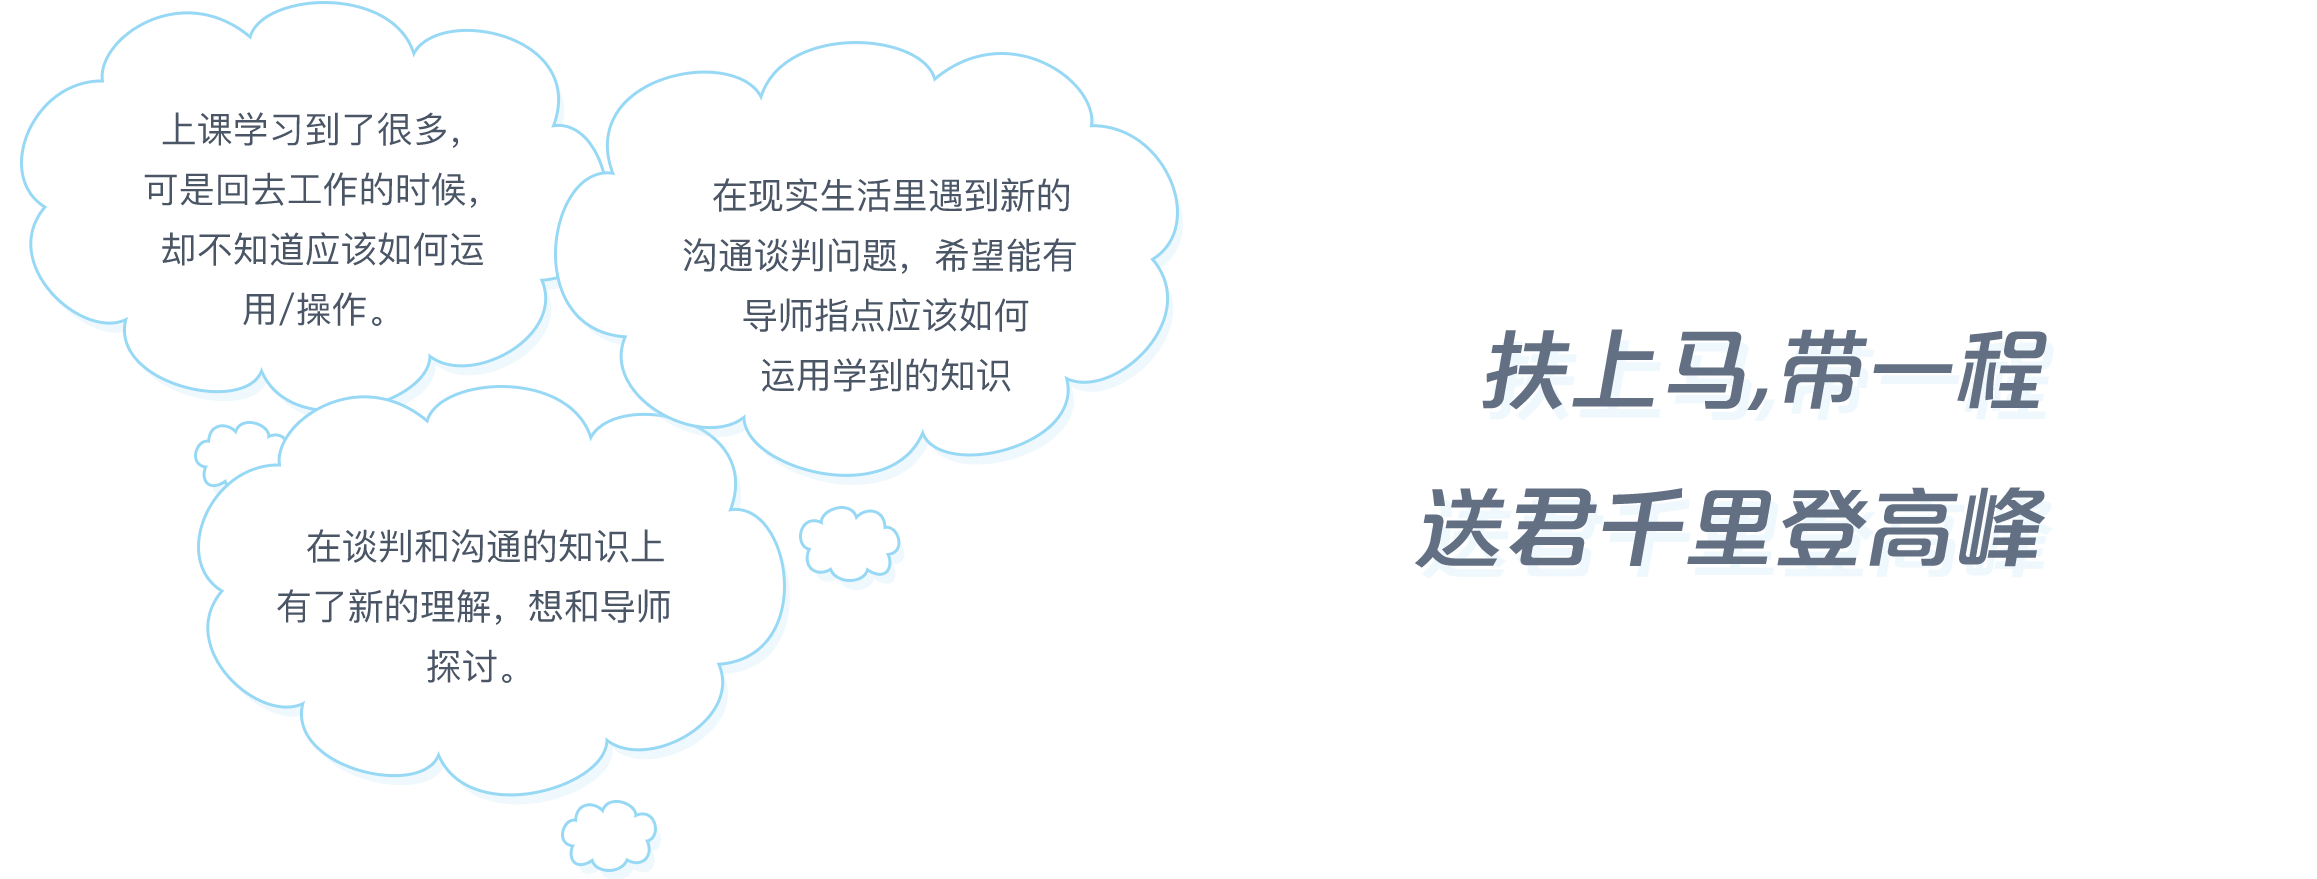 上课学习到了很多，
可是回去工作的时候，
却不知道应该如何运
用/操作。
在现实生活里遇到新的
沟通谈判问题，希望能有
导师指点应该如何
运用学到的知识
在谈判和沟通的知识上
有了新的理解，想和导师
探讨。
扶上马,带一程
送君千里登高峰